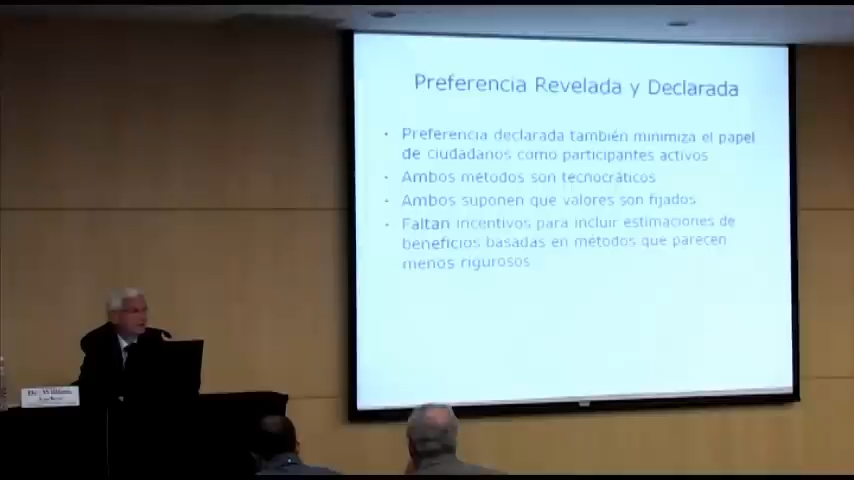 Preferencia Revelada y Declarada
• Preferencia declarada también minimiza el papel
de ciudadanos como participantes activos
• Ambos métodos son tecnocráticos
• Ambos suponen que valores son fijados
• Faltan incentivos para incluir estimaciones de
beneficios basadas en métodos que parecen
menos rigurosos
Dr. William